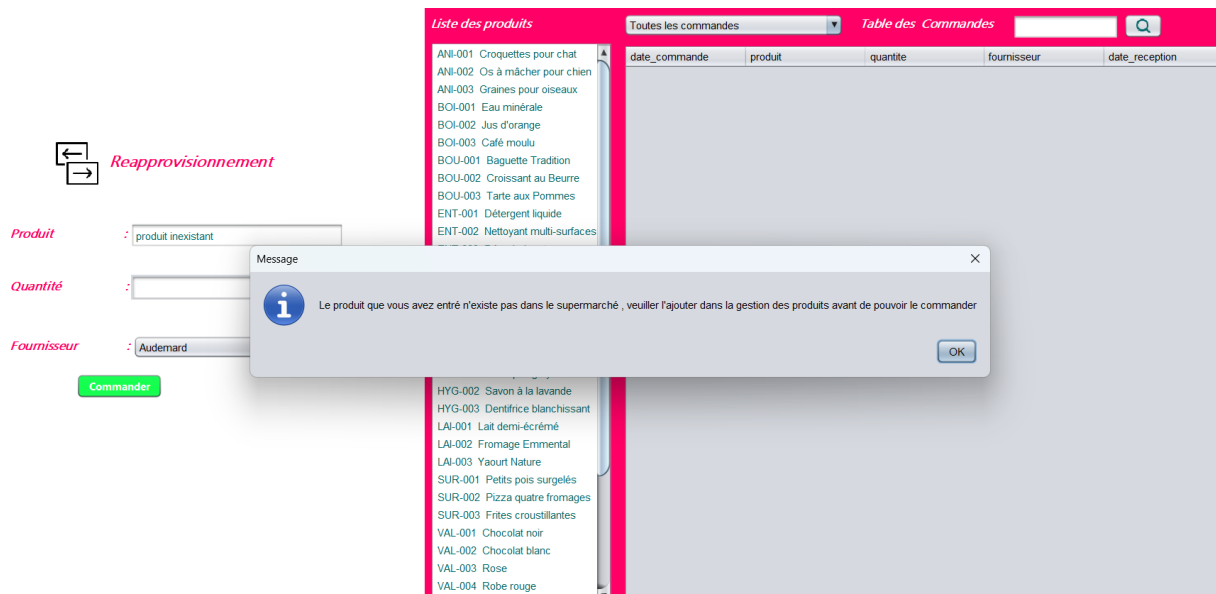 Liste des produits
Toutes les commandes
Table des Commandes
date_commande produit quantite fournisseur date_reception
ANI-001 Croquettes pour chat
ANI-002 Os à mâcher pour chien
ANI-003 Graines pour oiseaux
BOI-001 Eau minérale
BOI-002 Jus d'orange
BOI-003 Café moulu
BOU-001 Baguette Tradition
BOU-002 Croissant au Beurre
BOU-003 Tarte aux Pommes
ENT-001 Détergent liquide
ENT-002 Nettoyant multi-surfaces
Reapprovisionnement
Produit : produit inexistant
Quantité :
Fournisseur : Audemard
Commander
Message
Le produit que vous avez entré n'existe pas dans le supermarché , veuiller l'ajouter dans la gestion des produits avant de pouvoir le commander
OK
HYG-002 Savon à la lavande
HYG-003 Dentifrice blanchissant
LAI-001 Lait demi-écrémé
LAI-002 Fromage Emmental
LAI-003 Yaourt Nature
SUR-001 Petits pois surgelés
SUR-002 Pizza quatre fromages
SUR-003 Frites croustillantes
VAL-001 Chocolat noir
VAL-002 Chocolat blanc
VAL-003 Rose
VAL-004 Robe rouge